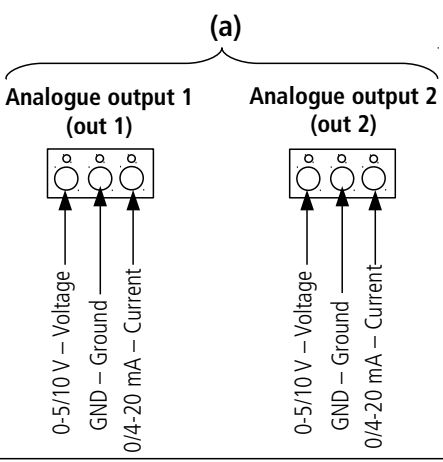 (a)
Analogue output 1
(out 1)
Analogue output 2
(out 2)
0-5/10 V – Voltage
GND – Ground
0/4-20 mA – Current
0-5/10 V – Voltage
GND – Ground
0/4-20 mA – Current